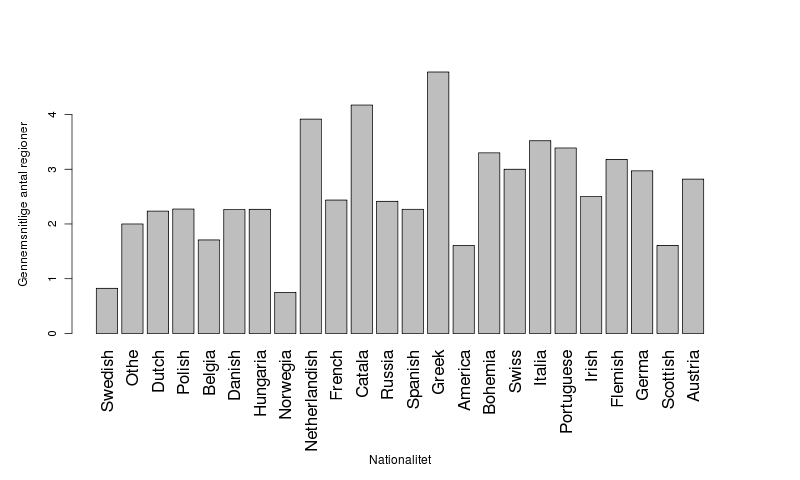 Gennemsnitlige antal regioner
4
3
2
1
0
Swedish
Othe
Dutch
Polish
Belgia
Danish
Hungaria
Norwegia
Netherlandish
French
Catala
Russia
Spanish
Greek
America
Bohemia
Swiss
Italia
Portuguese
Irish
Flemish
Germa
Scottish
Austria
Nationalitet